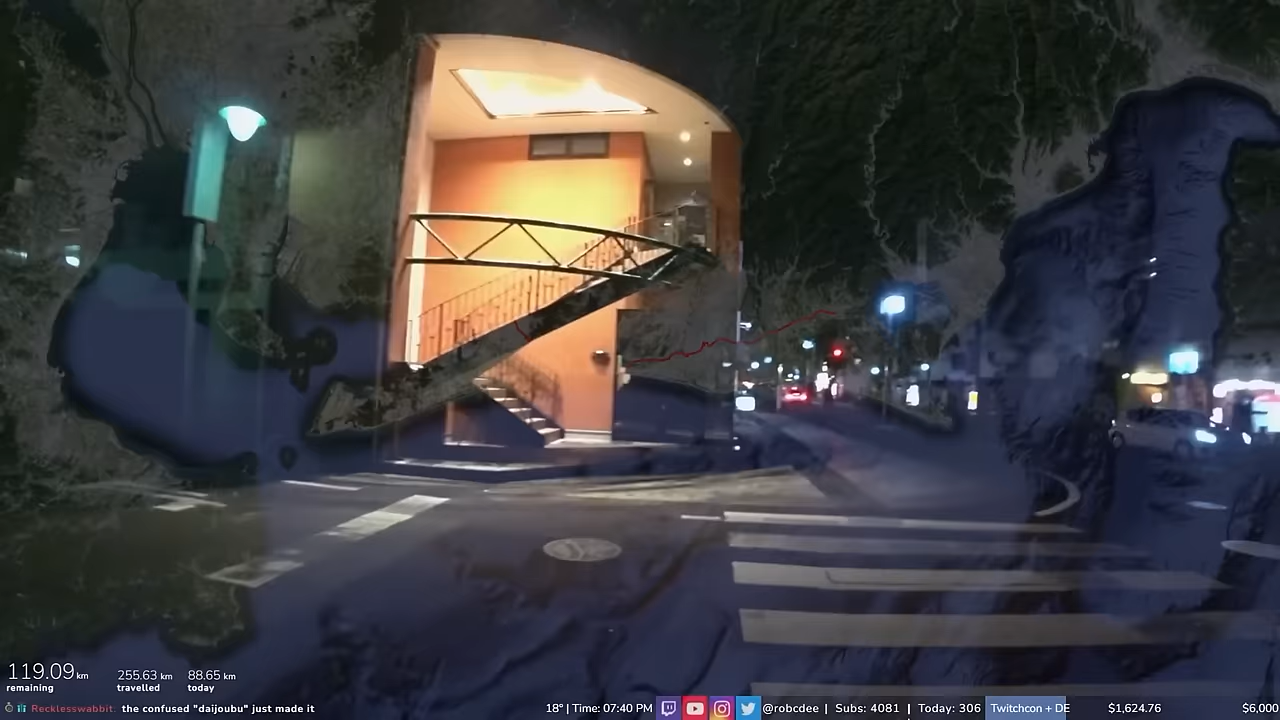 119.09 km
remaining
255.63 km
travelled
88.65 km
today
Recklesswabbit: the confused "daijoubu" just made it
18° | Time: 07:40 PM
@robcdee | Subs: 4081 | Today: 306
Twitchcon + DE
$1,624.76
$6,000